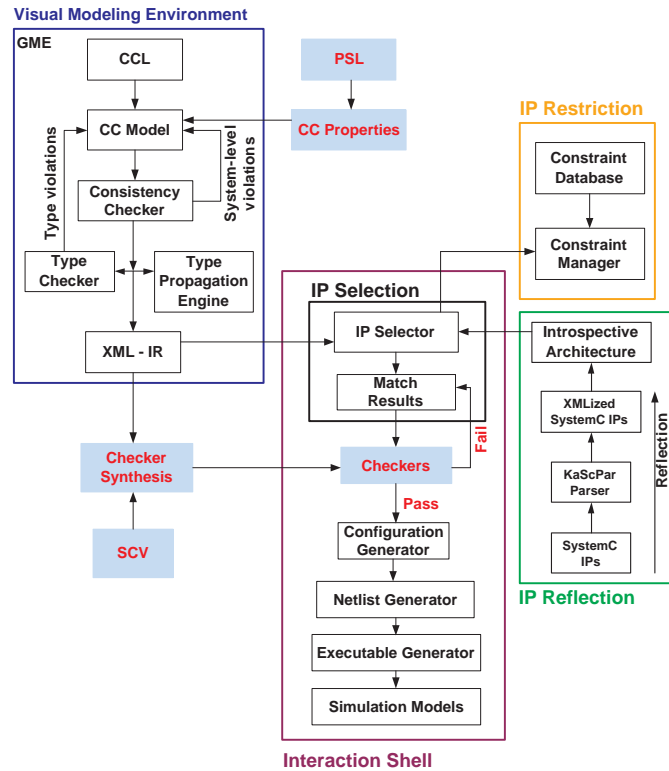 Visual Modeling Environment
GME
CCL
PSL
CC Model
CC Properties
Type violations
System-level
violations
Consistency
Checker
Type
Checker
Type
Propagation
Engine
XML - IR
IP Restriction
Constraint
Database
Constraint
Manager
IP Selection
IP Selector
Match
Results
Introspective
Architecture
XMLized
SystemC IPs
KaScPar
Parser
SystemC
IPs
Reflection
IP Reflection
Checker
Synthesis
SCV
Checkers
Fail
Pass
Configuration
Generator
Netlist Generator
Executable Generator
Simulation Models
Interaction Shell